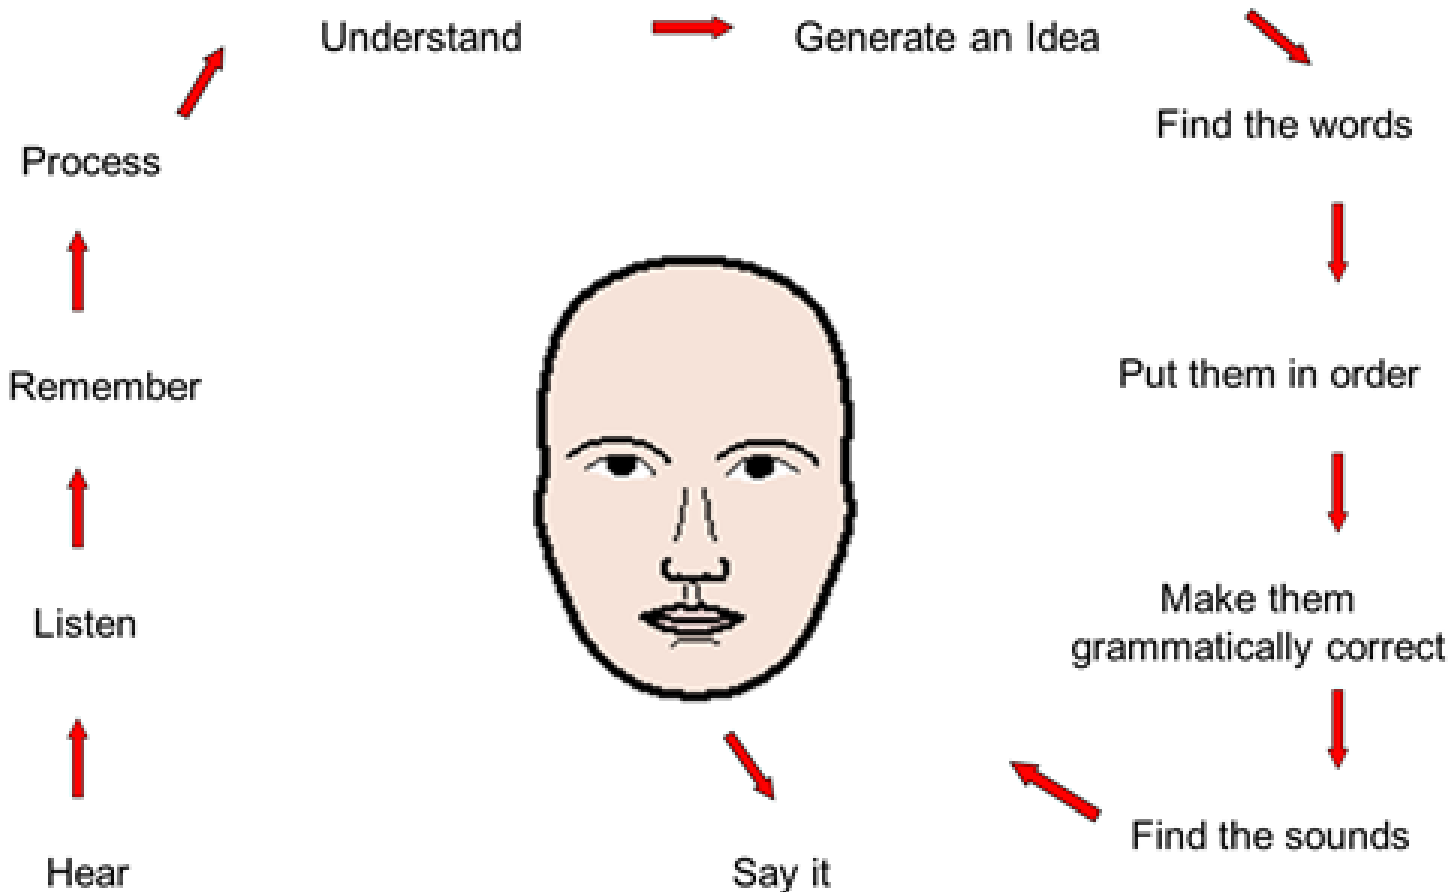 Understand
Generate an Idea
Find the words
Process
Put them in order
Remember
Make them
grammatically correct
Listen
Find the sounds
Hear
Say it